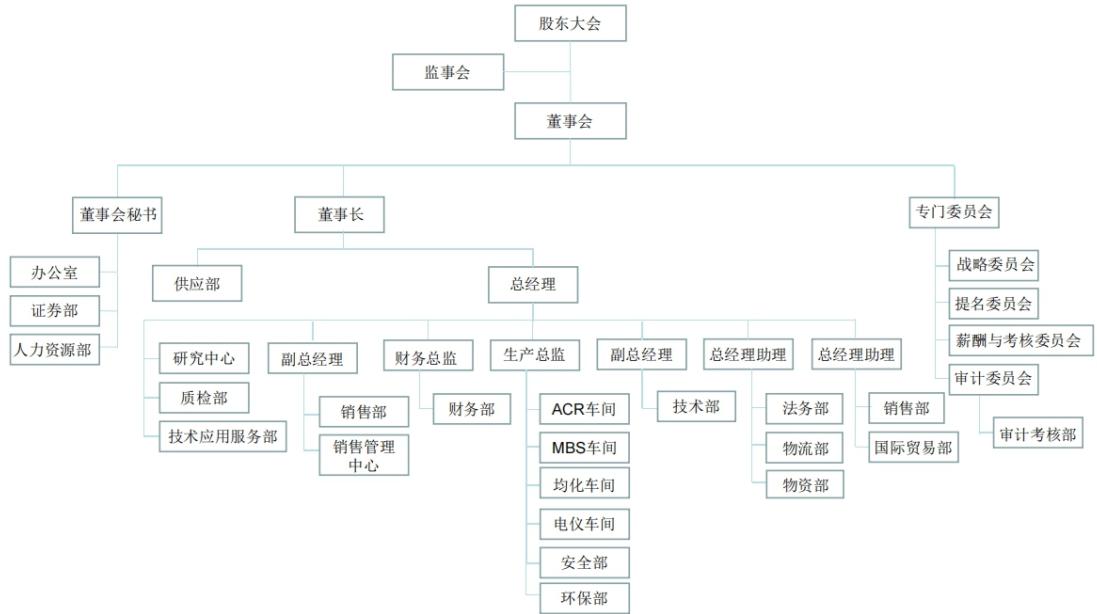 股东大会
监事会
董事会
董事会秘书
董事长
专门委员会
办公室
证券部
人力资源部
供应部
总经理
战略委员会
提名委员会
薪酬与考核委员会
审计委员会
审计考核部
研究中心
质检部
技术应用服务部
副总经理
销售部
销售管理
中心
财务总监
财务部
生产总监
ACR车间
MBS车间
均化车间
电仪车间
安全部
环保部
副总经理
技术部
总经理助理
法务部
物流部
物资部
总经理助理
销售部
国际贸易部